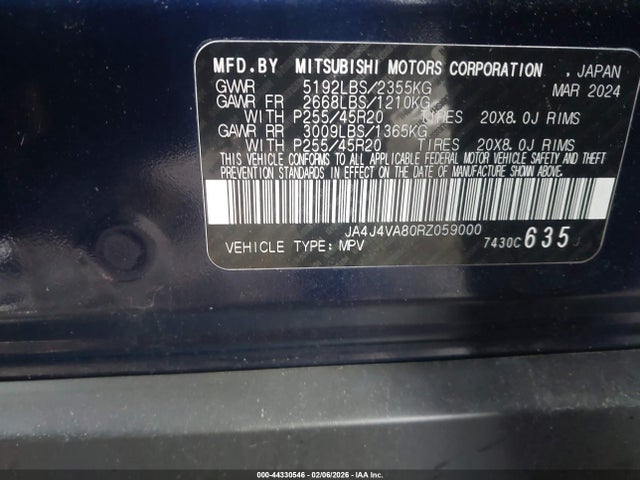 MFD.BY MITSUBISHI MOTORS CORPORATION . JAPAN
GVWR 5192LBS/2355KG MAR 2024
GAWR FR 2668LBS/1210KG
WITH P255/45R20 TIRES 20X8.0J RIMS
GAWR RR 3009LBS/1365KG
WITH P255/45R20 TIRES 20X8.0J RIMS
THIS VEHICLE CONFORMS TO ALL APPLICABLE FEDERAL MOTOR VEHICLE SAFETY AND THEFT
PREVENTION STANDARDS IN EFFECT ON THE DATE OF MANUFACTURE SHOWN ABOVE.
JA4J4VA80RZ059000
VEHICLE TYPE: MPV 7430C635J
000-44330546 - 02/06/2026 - IAA Inc.